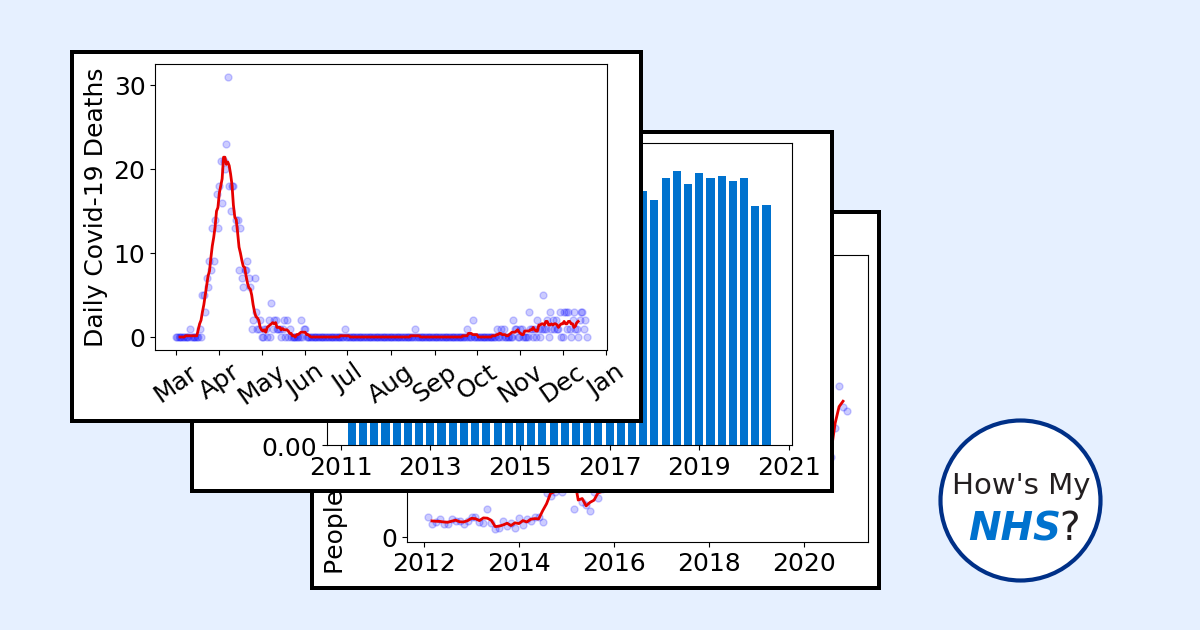 Daily Covid-19 Deaths
30
20
10
0
Mar Apr May Jun Jul Aug Sep Oct Nov Dec Jan
0.00
2011 2013 2015 2017 2019 2021
People
0
2012 2014 2016 2018 2020
How's My
NHS?